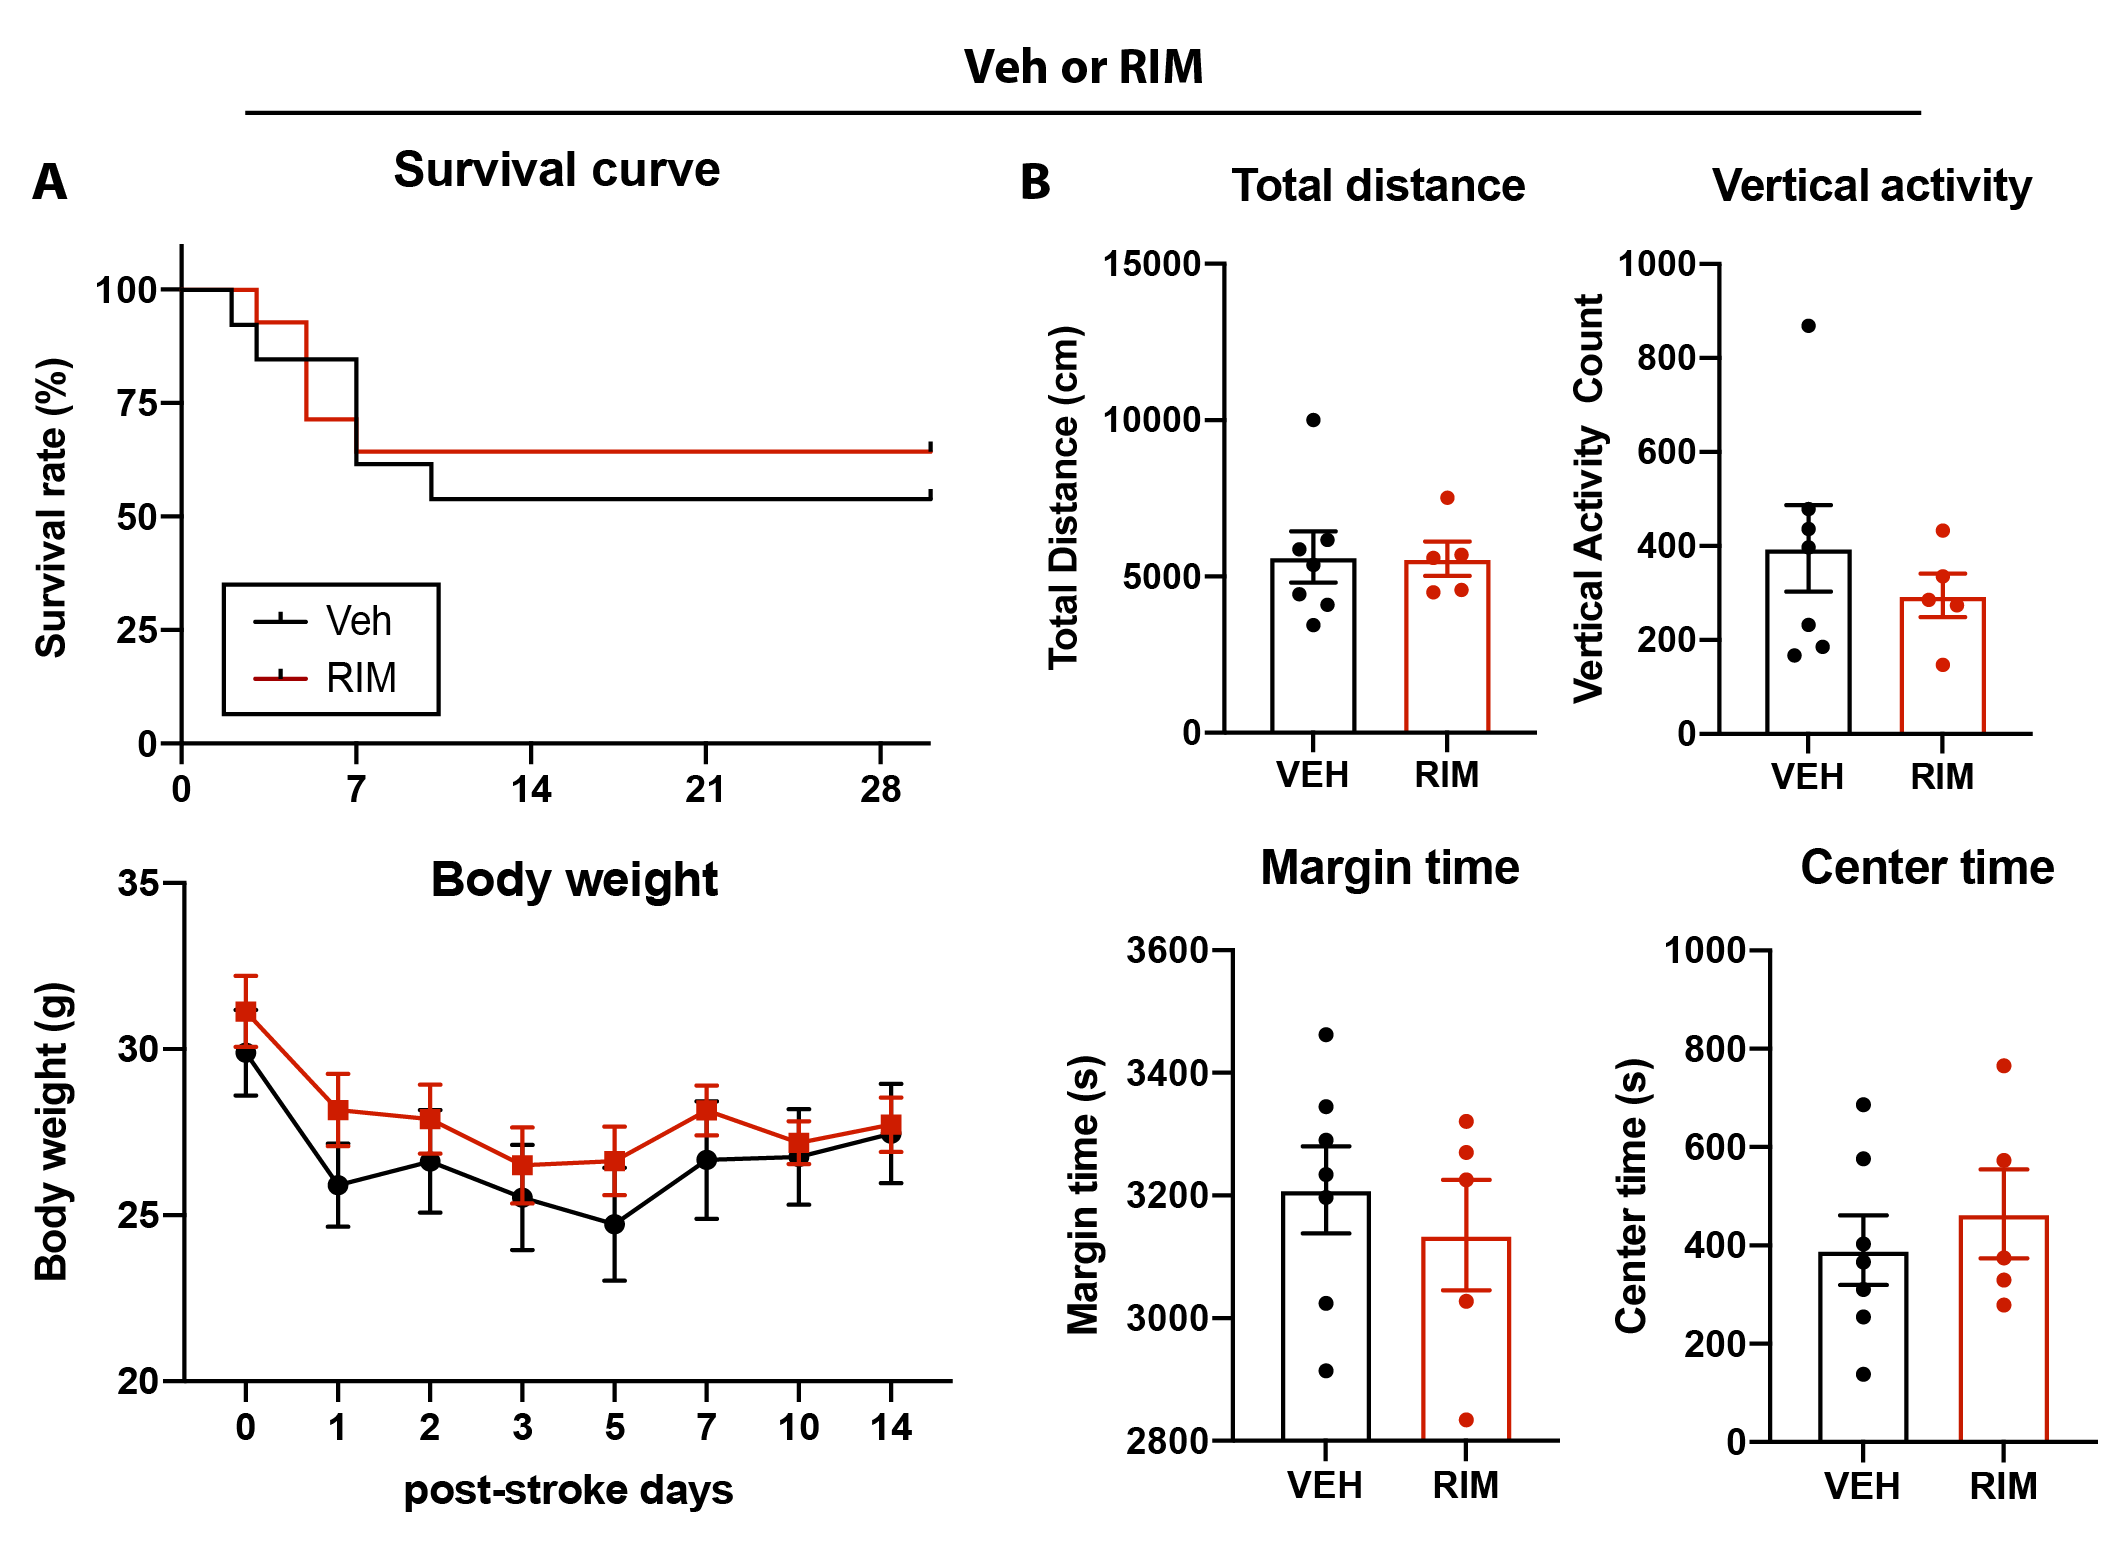 Veh or RIM
A
Survival curve
Survival rate (%)
100
75
50
25
0
Veh
RIM
0 7 14 21 28
Body weight
Body weight (g)
35
30
25
20
0 1 2 3 5 7 10 14
post-stroke days
B
Total distance
Total Distance (cm)
15000
10000
5000
0
VEH RIM
Vertical activity
Vertical Activity Count
1000
800
600
400
200
0
VEH RIM
Margin time
Margin time (s)
3600
3400
3200
3000
2800
VEH RIM
Center time
Center time (s)
1000
800
600
400
200
0
VEH RIM